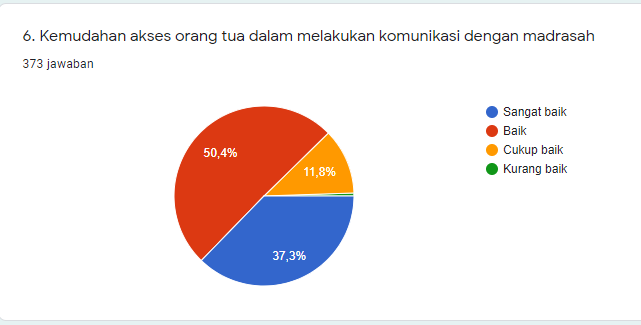 6. Kemudahan akses orang tua dalam melakukan komunikasi dengan madrasah
373 jawaban
Sangat baik
Baik
Cukup baik
Kurang baik
50,4%
11,8%
37,3%